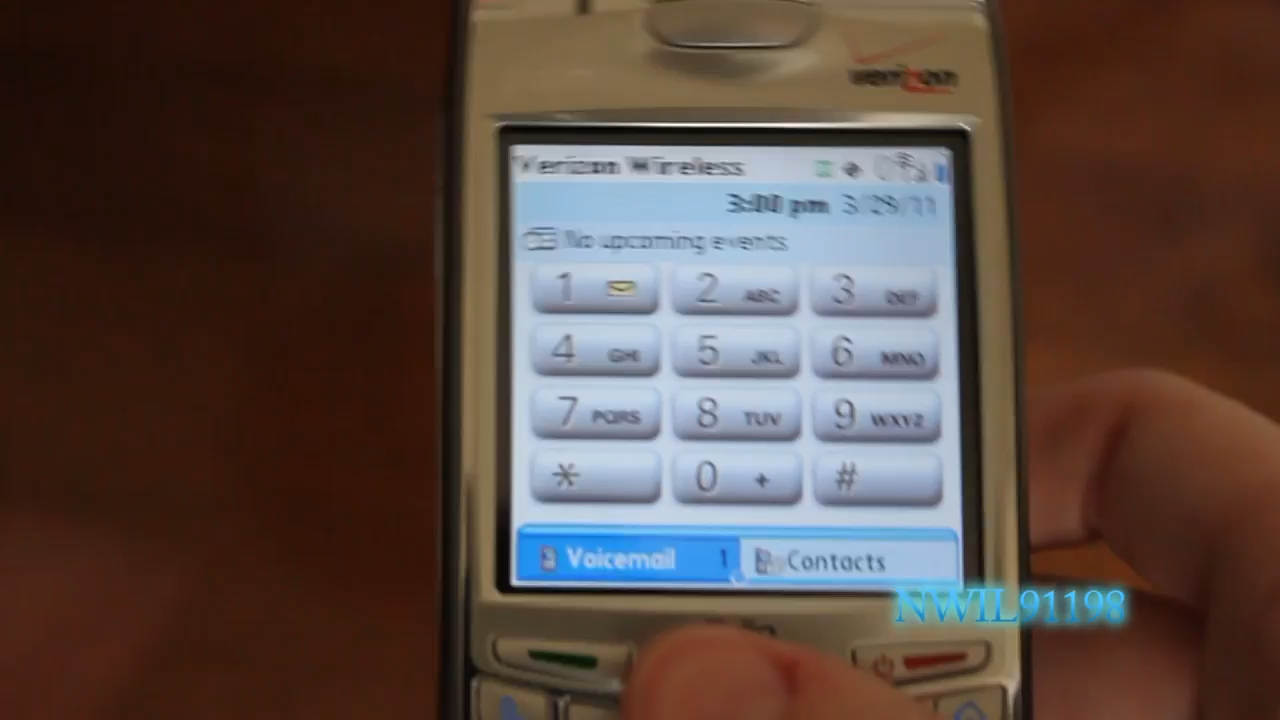 verizon
Verizon Wireless
3:00 pm 3/29/11
No upcoming events
1 2 ABC 3 DEF
4 GHI 5 JKL 6 MNO
7 PQRS 8 TUV 9 WXYZ
* 0 + #
Voicemail 1 Contacts
NWIL91198